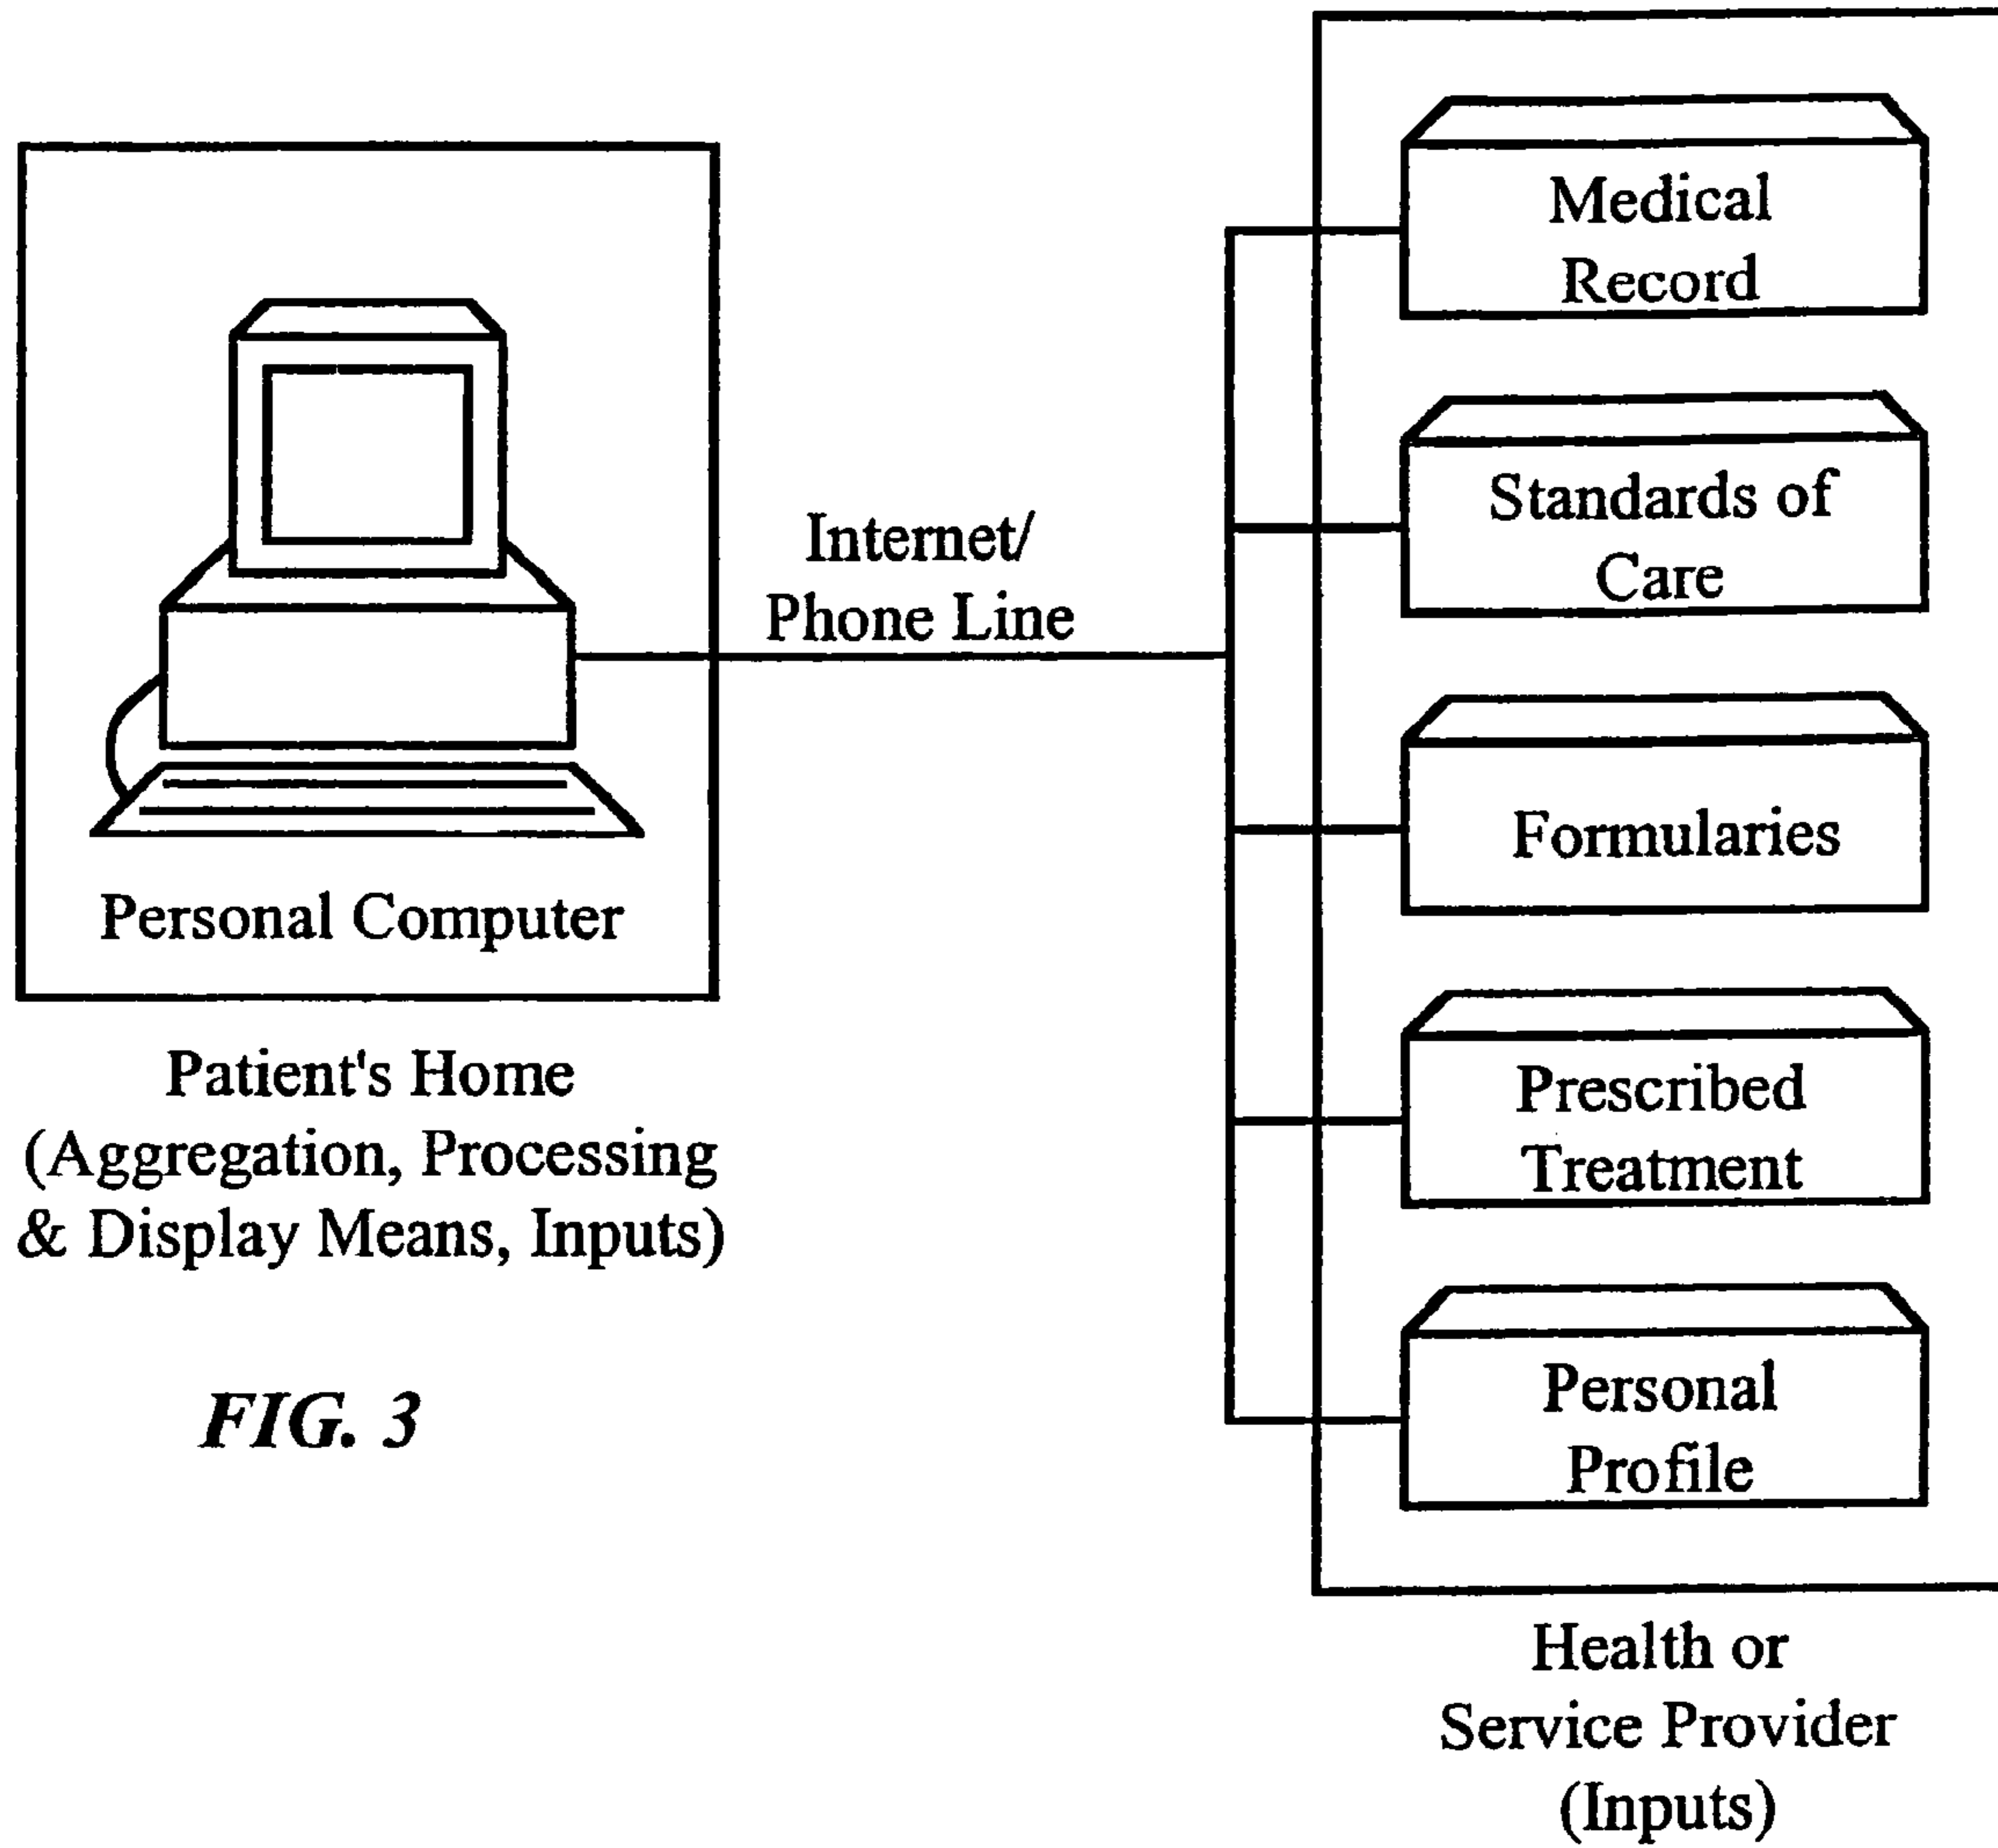 Personal Computer
Patient's Home
(Aggregation, Processing
& Display Means, Inputs)
FIG. 3
Internet/
Phone Line
Medical
Record
Standards of
Care
Formularies
Prescribed
Treatment
Personal
Profile
Health or
Service Provider
(Inputs)